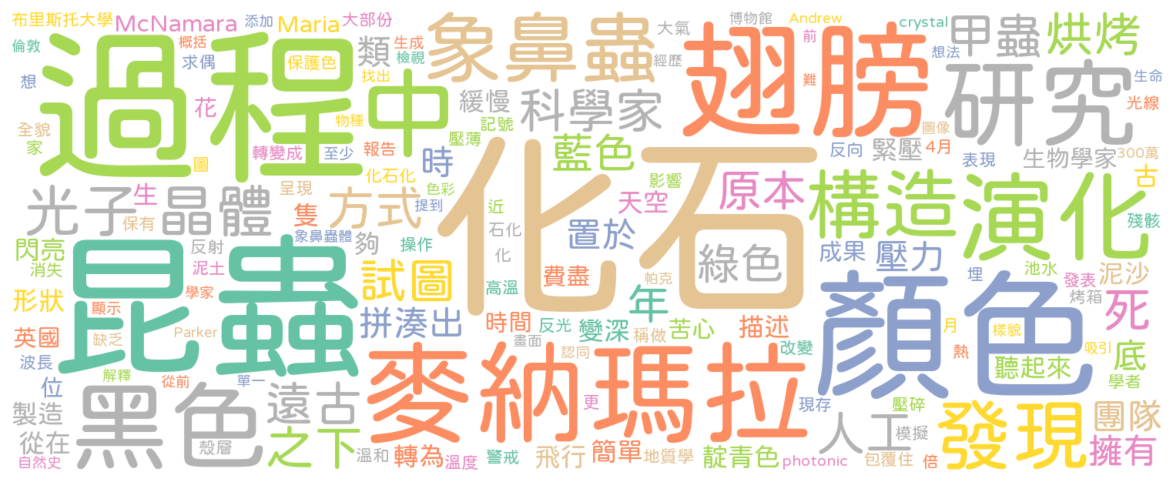 布里斯托大學 McNamara Maria 大部份 象鼻蟲 大氣 博物館 Andrew crystal 甲蟲 烘烤
倫敦 概括 添加 生成 類 經歷 前 想法
想 求偶 保護色 檢視 翅膀 難 研究 生命
過程中 找出 緩慢 科學家 光線
花 物種 記號 圖像
全貌 壓薄 反向 緊壓 4月 300萬
家 轉變成 至少 報告 時 藍色 表現 生物學家
圖 化石化 影響 古
生 呈現 色彩 天空 原本 構造 演化
光子 晶體 隻 方式 提到 近 化石 殘骸
保有 石化 置於
閃亮 反射 象鼻蟲體 夠 操作 化 綠色 成果 壓力 池水
消失 泥土 昆蟲 試圖 費盡 帕克 埋 發表 泥沙
形狀 學家 高溫 年 顏色 烤箱
顯示 拼湊出 時間 反光 變深 苦心 描述 月 樣貌 死
英國 缺乏 Parker 畫面 稱做 熱
波長 認同 改變 吸引 底
解釋 從前 單一 麥納瑪拉 聽起來 學者
位 黑色 遠古 更 現存 壓碎 發現 團隊
製造 人工 模擬
從在 殼層 之下 溫和 轉為 溫度 警戒 飛行 簡單 地質學 靛青色 photonic 包覆住 倍 擁有
自然史